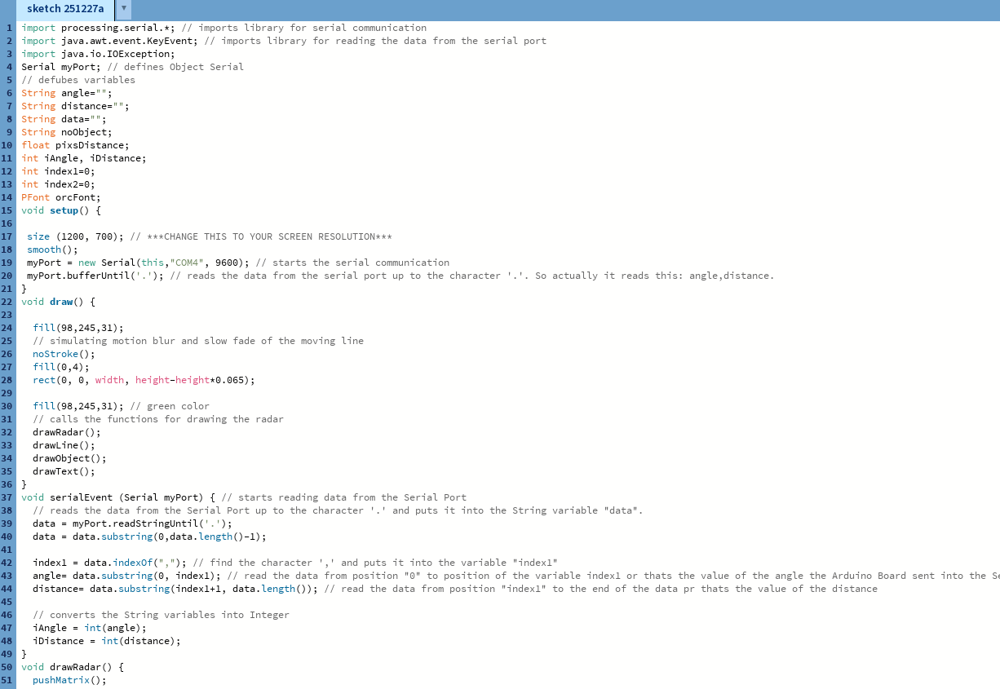 sketch 251227a ▼
1 import processing.serial.*; // imports library for serial communication
2 import java.awt.event.KeyEvent; // imports library for reading the data from the serial port
3 import java.io.IOException;
4 Serial myPort; // defines Object Serial
5 // defubes variables
6 String angle="";
7 String distance="";
8 String data="";
9 String noObject;
10 float pixsDistance;
11 int iAngle, iDistance;
12 int index1=0;
13 int index2=0;
14 PFont orcFont;
15 void setup() {
16
17  size (1200, 700); // ***CHANGE THIS TO YOUR SCREEN RESOLUTION***
18  smooth();
19  myPort = new Serial(this,"COM4", 9600); // starts the serial communication
20  myPort.bufferUntil('.'); // reads the data from the serial port up to the character '.'. So actually it reads this: angle,distance.
21 }
22 void draw() {
23
24   fill(98,245,31);
25   // simulating motion blur and slow fade of the moving line
26   noStroke();
27   fill(0,4);
28   rect(0, 0, width, height-height*0.065);
29
30   fill(98,245,31); // green color
31   // calls the functions for drawing the radar
32   drawRadar();
33   drawLine();
34   drawObject();
35   drawText();
36 }
37 void serialEvent (Serial myPort) { // starts reading data from the Serial Port
38   // reads the data from the Serial Port up to the character '.' and puts it into the String variable "data".
39   data = myPort.readStringUntil('.');
40   data = data.substring(0,data.length()-1);
41
42   index1 = data.indexOf(","); // find the character ',' and puts it into the variable "index1"
43   angle= data.substring(0, index1); // read the data from position "0" to position of the variable index1 or thats the value of the angle the Arduino Board sent into the Se
44   distance= data.substring(index1+1, data.length()); // read the data from position "index1" to the end of the data pr thats the value of the distance
45
46   // converts the String variables into Integer
47   iAngle = int(angle);
48   iDistance = int(distance);
49 }
50 void drawRadar() {
51   pushMatrix();